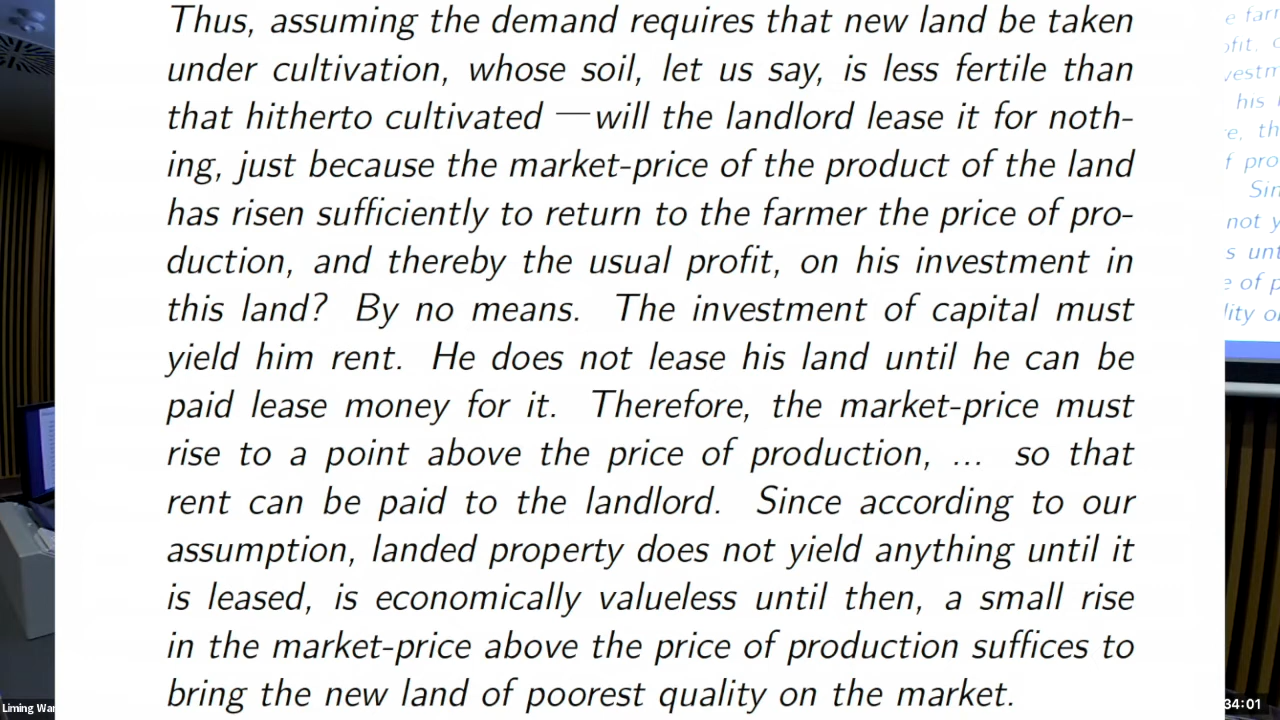 Thus, assuming the demand requires that new land be taken
under cultivation, whose soil, let us say, is less fertile than
that hitherto cultivated —will the landlord lease it for noth-
ing, just because the market-price of the product of the land
has risen sufficiently to return to the farmer the price of pro-
duction, and thereby the usual profit, on his investment in
this land? By no means. The investment of capital must
yield him rent. He does not lease his land until he can be
paid lease money for it. Therefore, the market-price must
rise to a point above the price of production, ... so that
rent can be paid to the landlord. Since according to our
assumption, landed property does not yield anything until it
is leased, is economically valueless until then, a small rise
in the market-price above the price of production suffices to
bring the new land of poorest quality on the market.
his
not
of
Liming
34:01